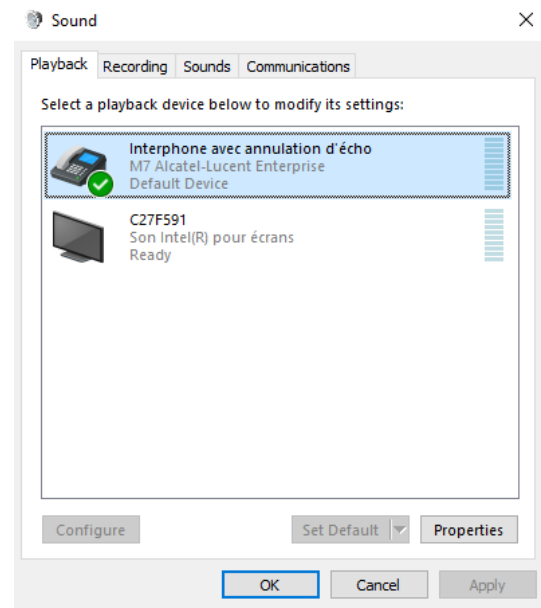 Sound
Playback Recording Sounds Communications
Select a playback device below to modify its settings:
Interphone avec annulation d'écho
M7 Alcatel-Lucent Enterprise
Default Device
C27F591
Son Intel(R) pour écrans
Ready
Configure Set Default Properties
OK Cancel Apply